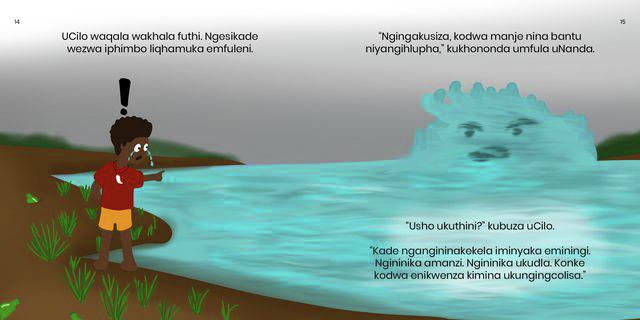 14
UCilo waqala wakhala futhi. Ngesikade
wezwa iphimbo liqhamuka emfuleni.
15
“Ngingakusiza, kodwa manje nina bantu
niyangihlupha,” kukhononda umfula uNanda.
“Usho ukuthini?” kubuza uCilo.
“Kade ngangininakekela iminyaka eminingi.
Ngininika amanzi. Ngininika ukudla. Konke
kodwa enikwenza kimina ukungingcolisa.”